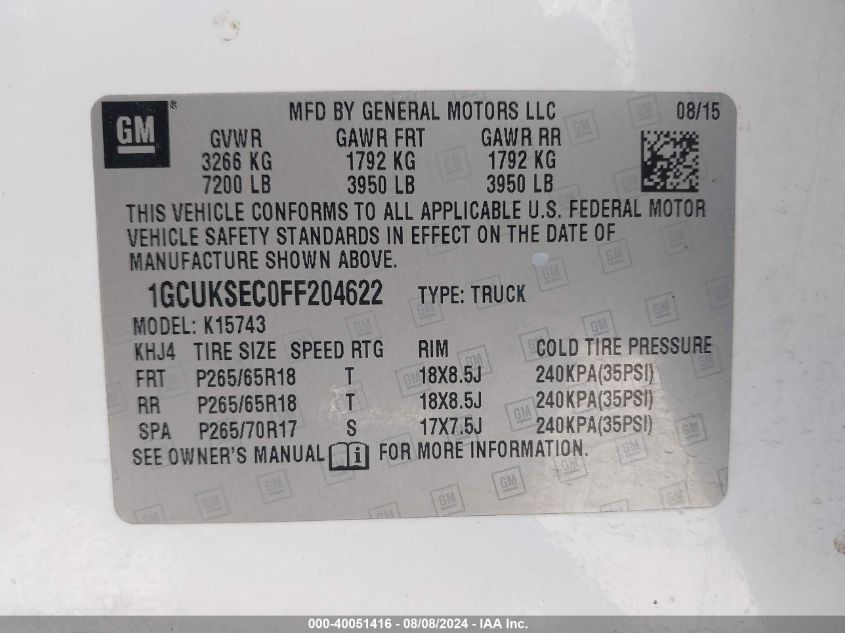 GM ® MFD BY GENERAL MOTORS LLC 08/15
GVWR GAWR FRT GAWR RR
3266 KG 1792 KG 1792 KG
7200 LB 3950 LB 3950 LB
THIS VEHICLE CONFORMS TO ALL APPLICABLE U.S. FEDERAL MOTOR
VEHICLE SAFETY STANDARDS IN EFFECT ON THE DATE OF
MANUFACTURE SHOWN ABOVE.
1GCUKSEC0FF204622 TYPE: TRUCK
MODEL: K15743
KHJ4 TIRE SIZE SPEED RTG RIM COLD TIRE PRESSURE
FRT P265/65R18 T 18X8.5J 240KPA(35PSI)
RR P265/65R18 T 18X8.5J 240KPA(35PSI)
SPA P265/70R17 S 17X7.5J 240KPA(35PSI)
SEE OWNER'S MANUAL i FOR MORE INFORMATION.
000-40051416 - 08/08/2024 - IAA Inc.